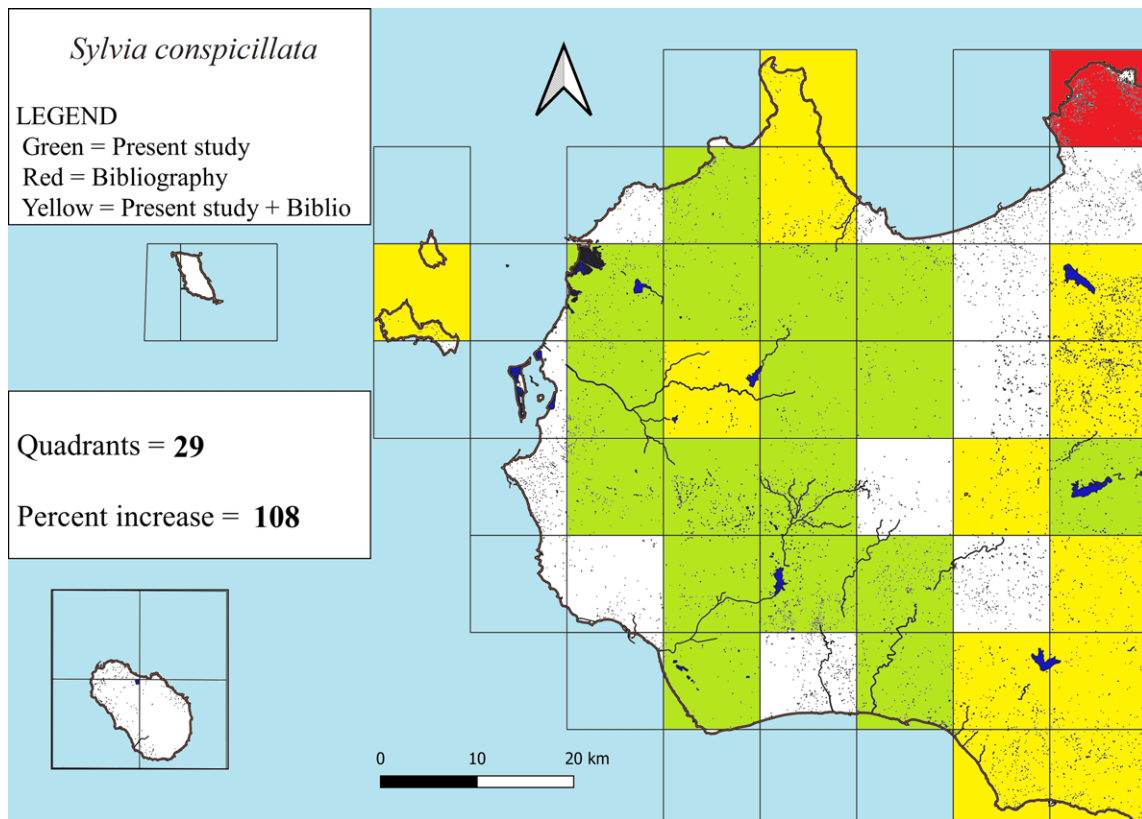 Sylvia conspicillata
LEGEND
Green = Present study
Red = Bibliography
Yellow = Present study + Biblio
Quadrants = 29
Percent increase = 108
0 10 20 km